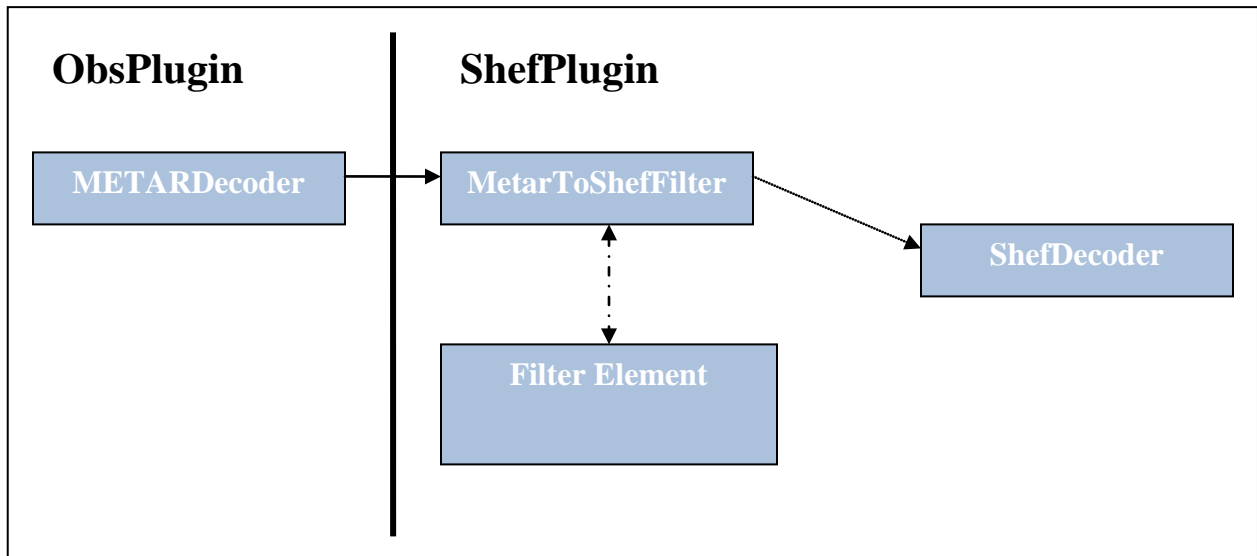 ObsPlugin
ShefPlugin
METARDecoder
MetarToShefFilter
ShefDecoder
Filter Element